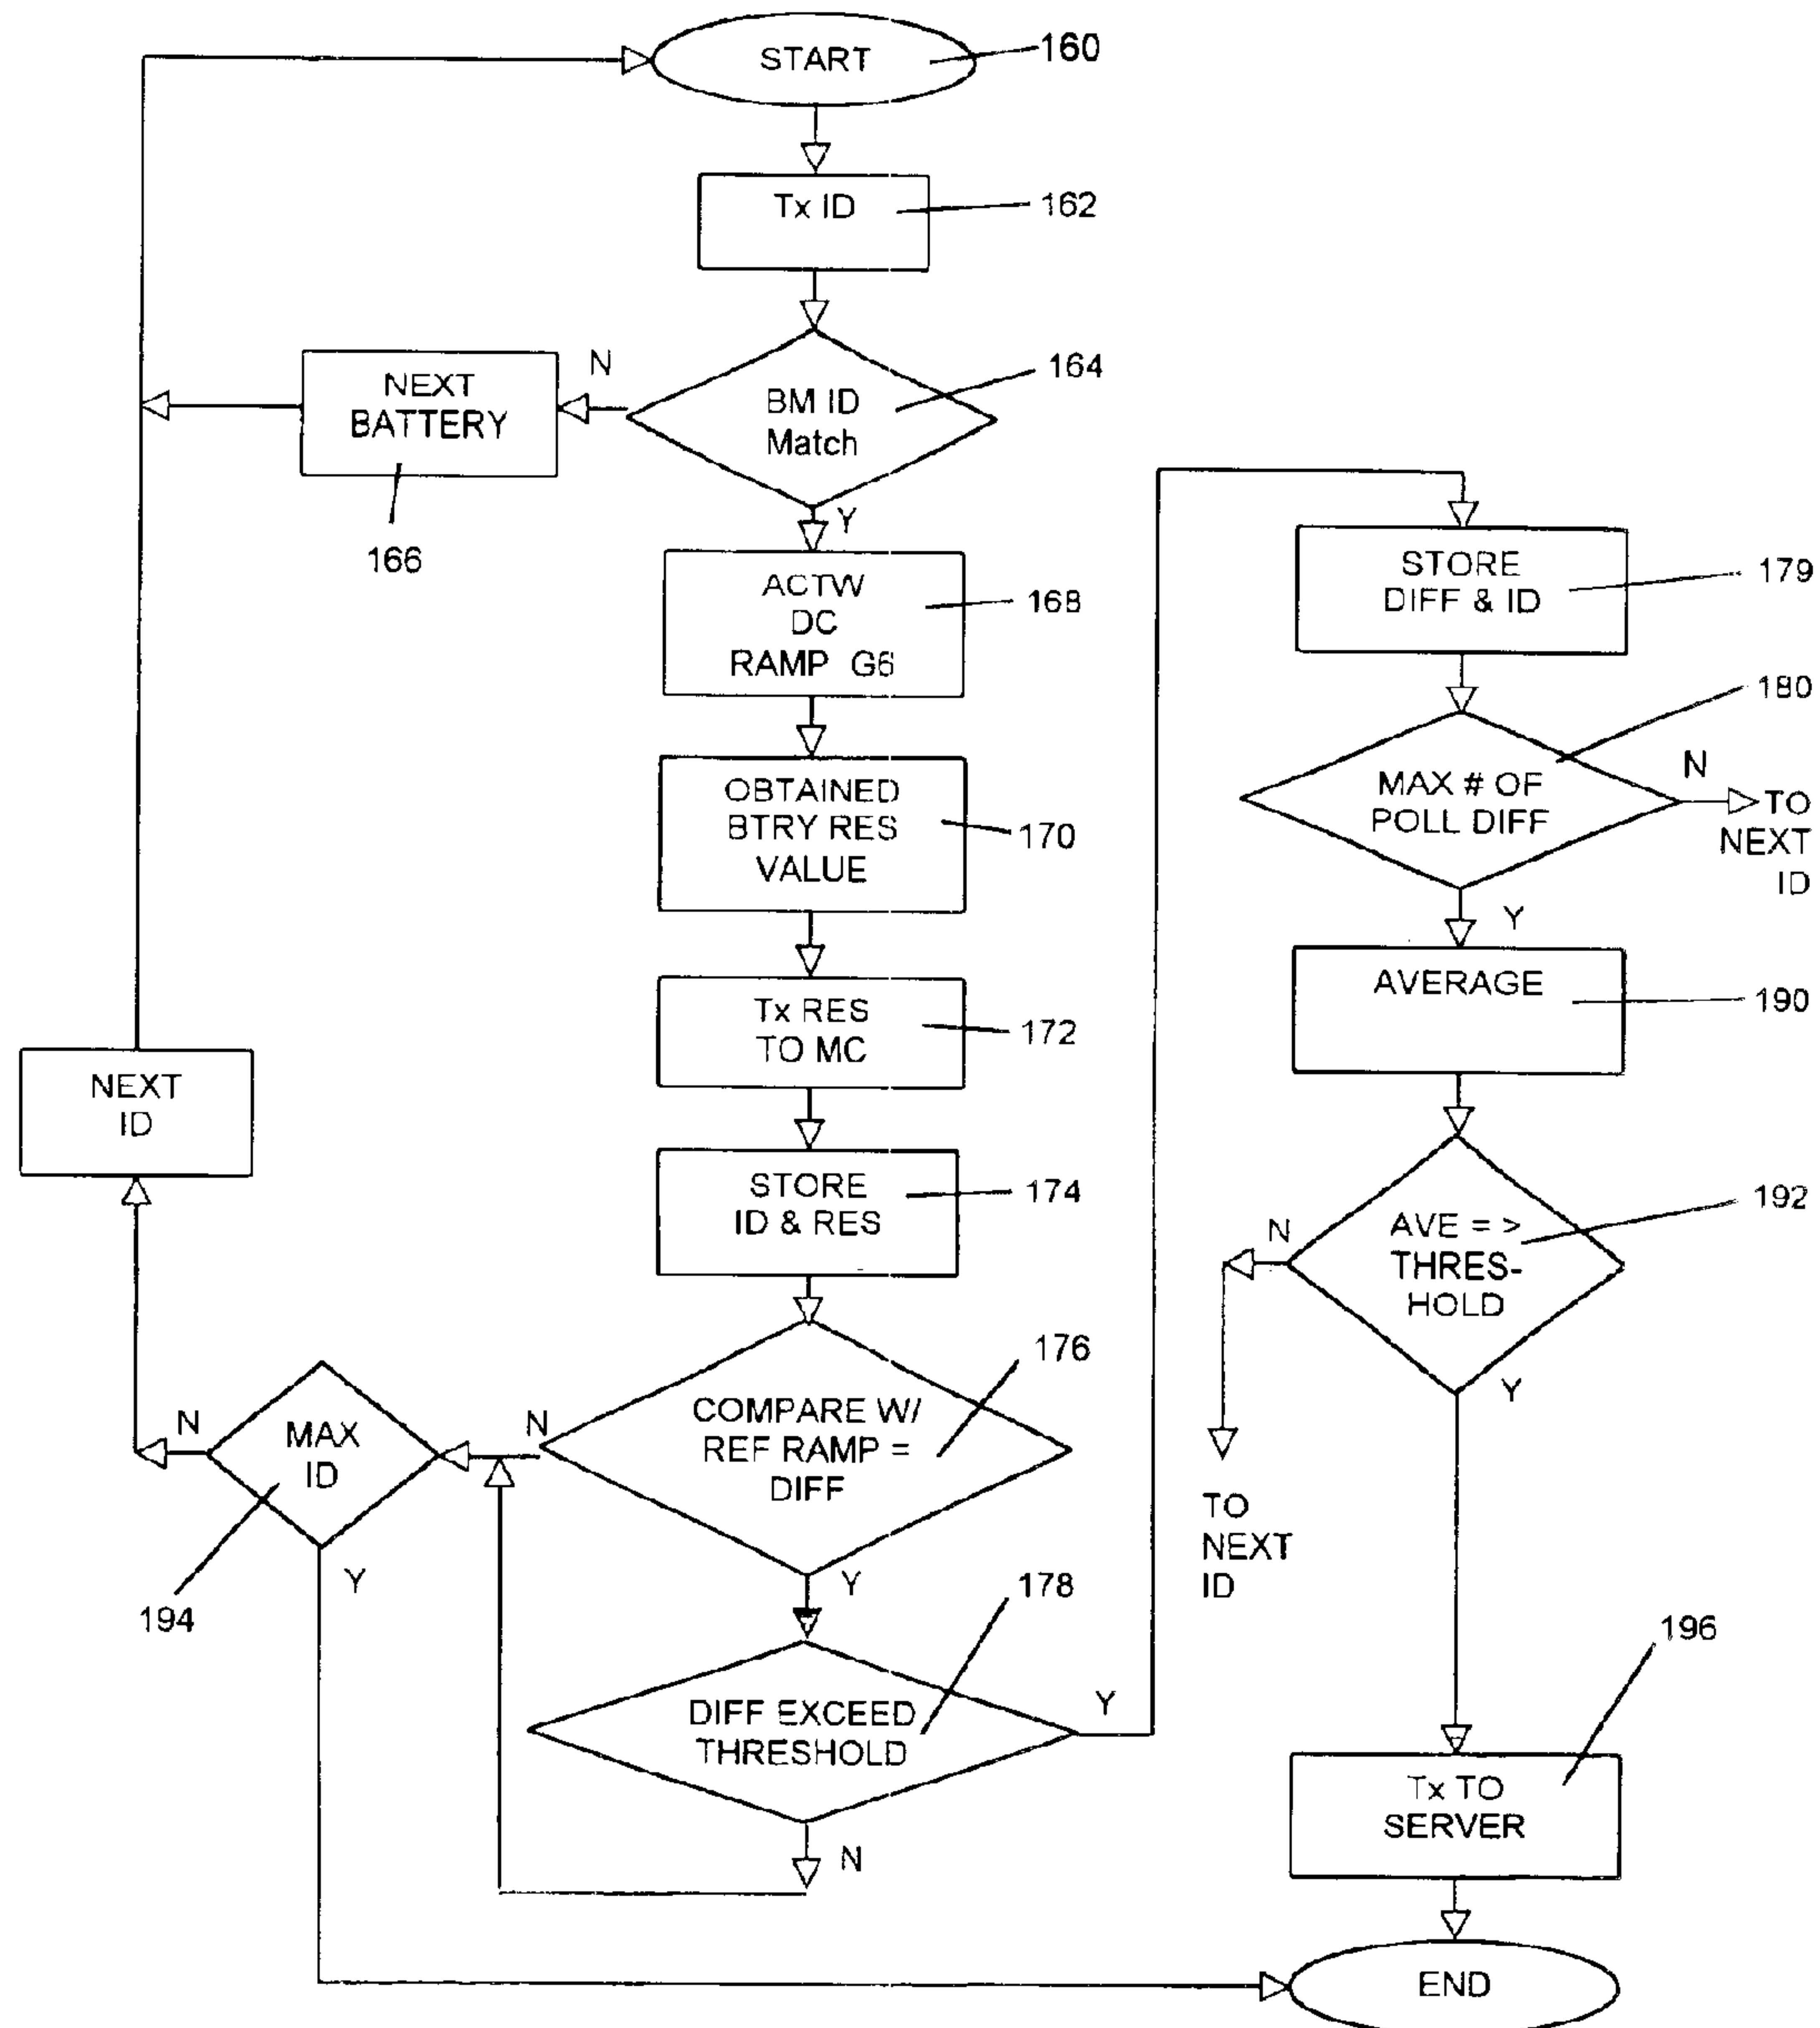 START
160
Tx ID
162
BM ID
Match
164
N
NEXT
BATTERY
166
Y
ACTW
DC
RAMP G6
168
OBTAINED
BTRY RES
VALUE
170
Tx RES
TO MC
172
STORE
ID & RES
174
COMPARE W/
REF RAMP =
DIFF
176
N
MAX
ID
194
N
NEXT
ID
Y
Y
DIFF EXCEED
THRESHOLD
178
N
Y
STORE
DIFF & ID
179
MAX # OF
POLL DIFF
180
N
TO
NEXT
ID
Y
AVERAGE
190
AVE = >
THRES-
HOLD
192
N
TO
NEXT
ID
Y
Tx TO
SERVER
196
END